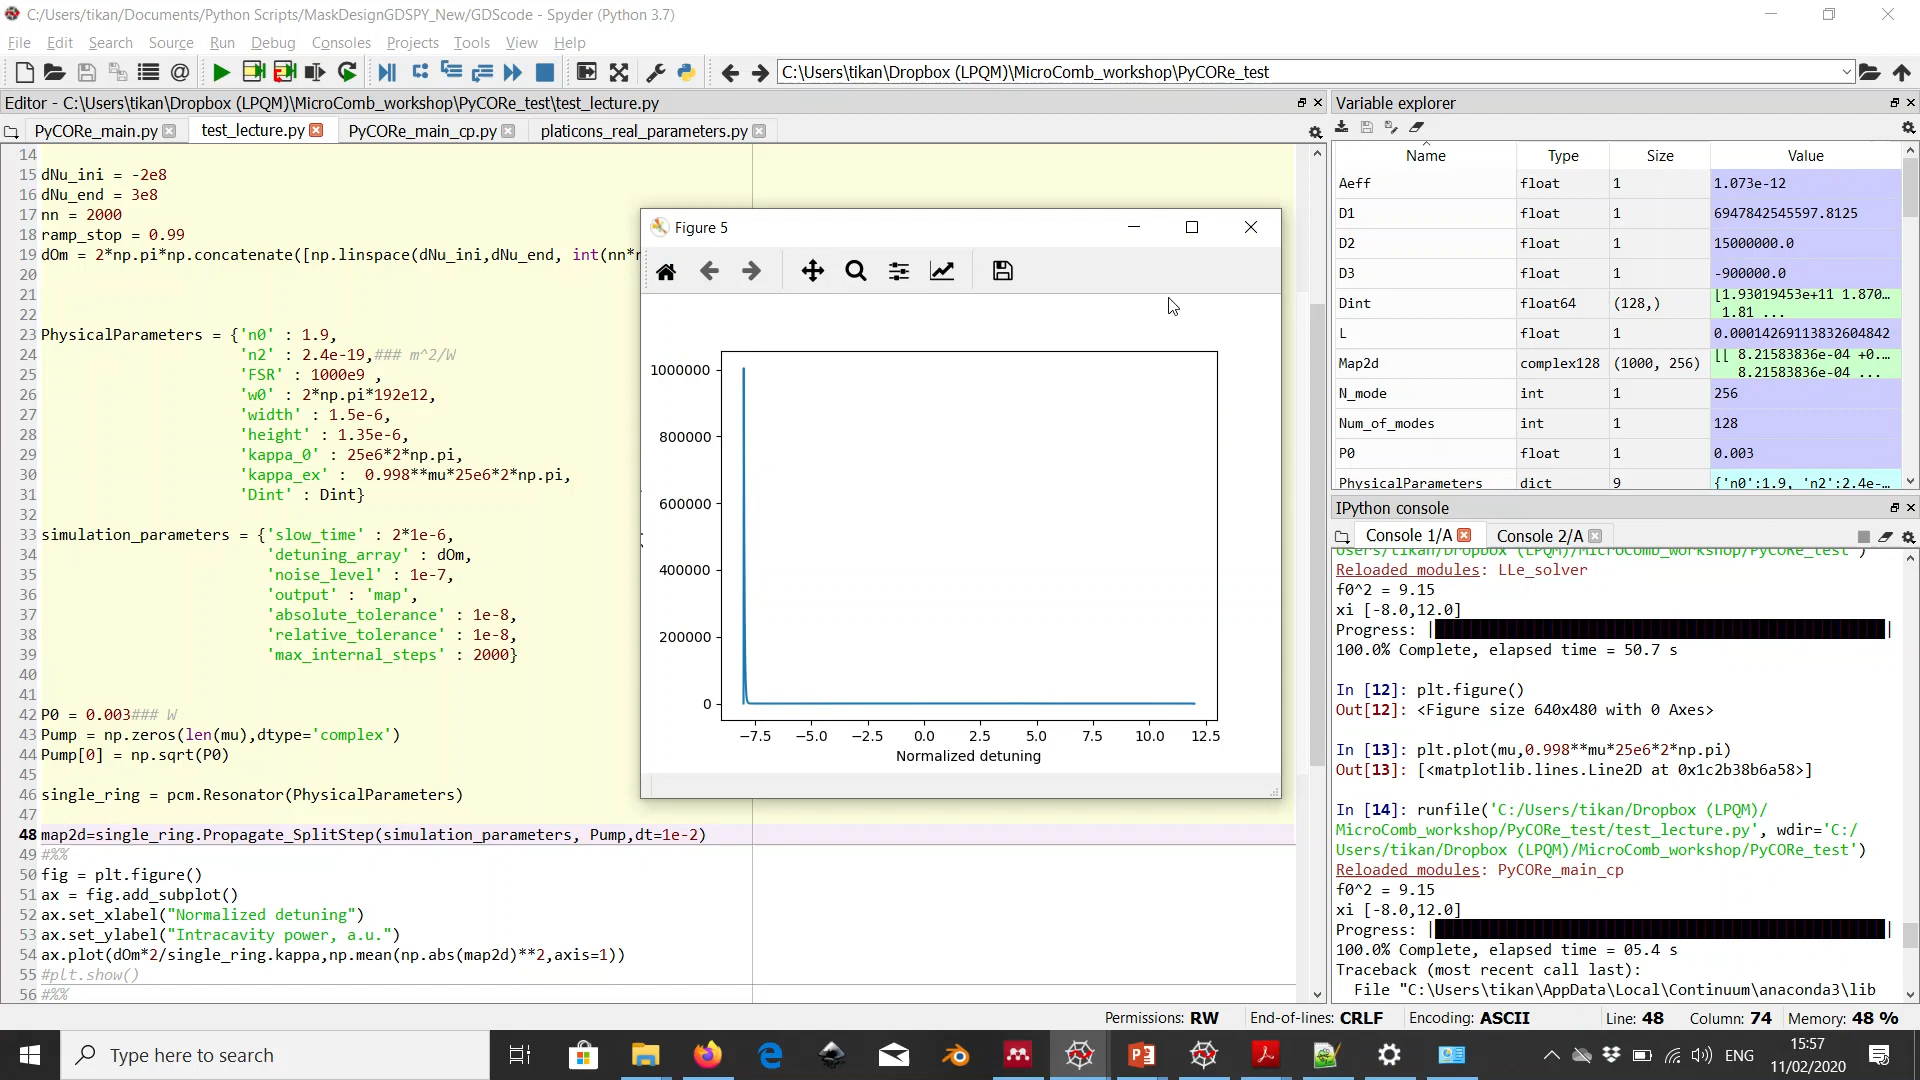 C:/Users/tikan/Documents/Python Scripts/MaskDesignGDSPY_New/GDScode - Spyder (Python 3.7)
File Edit Search Source Run Debug Consoles Projects Tools View Help
C:\Users\tikan\Dropbox (LPQM)\MicroComb_workshop\PyCORe_test
Editor - C:\Users\tikan\Dropbox (LPQM)\MicroComb_workshop\PyCORe_test\test_lecture.py
PyCORe_main.py test_lecture.py PyCORe_main_cp.py platicons_real_parameters.py
14
15 dNu_ini = -2e8
16 dNu_end = 3e8
17 nn = 2000
18 ramp_stop = 0.99
19 dOm = 2*np.pi*np.concatenate([np.linspace(dNu_ini,dNu_end, int(nn*r
20
21
22
23 PhysicalParameters = {'n0' : 1.9,
24 'n2' : 2.4e-19,### m^2/W
25 'FSR' : 1000e9 ,
26 'w0' : 2*np.pi*192e12,
27 'width' : 1.5e-6,
28 'height' : 1.35e-6,
29 'kappa_0' : 25e6*2*np.pi,
30 'kappa_ex' : 0.998**mu*25e6*2*np.pi,
31 'Dint' : Dint}
32
33 simulation_parameters = {'slow_time' : 2*1e-6,
34 'detuning_array' : dOm,
35 'noise_level' : 1e-7,
36 'output' : 'map',
37 'absolute_tolerance' : 1e-8,
38 'relative_tolerance' : 1e-8,
39 'max_internal_steps' : 2000}
40
41
42 P0 = 0.003### W
43 Pump = np.zeros(len(mu),dtype='complex')
44 Pump[0] = np.sqrt(P0)
45
46 single_ring = pcm.Resonator(PhysicalParameters)
47
48 map2d=single_ring.Propagate_SplitStep(simulation_parameters, Pump,dt=1e-2)
49 #%%
50 fig = plt.figure()
51 ax = fig.add_subplot()
52 ax.set_xlabel("Normalized detuning")
53 ax.set_ylabel("Intracavity power, a.u.")
54 ax.plot(dOm*2/single_ring.kappa,np.mean(np.abs(map2d)**2,axis=1))
55 #plt.show()
56 #%%
Figure 5
1000000
800000
600000
400000
200000
0
−7.5 −5.0 −2.5 0.0 2.5 5.0 7.5 10.0 12.5
Normalized detuning
Variable explorer
Name Type Size Value
Aeff float 1 1.073e-12
D1 float 1 6947842545597.8125
D2 float 1 15000000.0
D3 float 1 -900000.0
Dint float64 (128,) [1.93019453e+11 1.870…
1.81 ...
L float 1 0.00014269113832604842
Map2d complex128 (1000, 256) [[ 8.21583836e-04 +0.…
8.21583836e-04 ...
N_mode int 1 256
Num_of_modes int 1 128
P0 float 1 0.003
PhysicalParameters dict 9 {'n0':1.9, 'n2':2.4e-…
IPython console
Console 1/A Console 2/A
Users/tikan/Dropbox (LPQM)/MicroComb_workshop/PyCORe_test')
Reloaded modules: LLe_solver
f0^2 = 9.15
xi [-8.0,12.0]
Progress: | |
100.0% Complete, elapsed time = 50.7 s
In [12]: plt.figure()
Out[12]: <Figure size 640x480 with 0 Axes>
In [13]: plt.plot(mu,0.998**mu*25e6*2*np.pi)
Out[13]: [<matplotlib.lines.Line2D at 0x1c2b38b6a58>]
In [14]: runfile('C:/Users/tikan/Dropbox (LPQM)/
MicroComb_workshop/PyCORe_test/test_lecture.py', wdir='C:/
Users/tikan/Dropbox (LPQM)/MicroComb_workshop/PyCORe_test')
Reloaded modules: PyCORe_main_cp
f0^2 = 9.15
xi [-8.0,12.0]
Progress: | |
100.0% Complete, elapsed time = 05.4 s
Traceback (most recent call last):
File "C:\Users\tikan\AppData\Local\Continuum\anaconda3\lib
Permissions: RW End-of-lines: CRLF Encoding: ASCII Line: 48 Column: 74 Memory: 48 %
Type here to search
ENG
15:57
11/02/2020